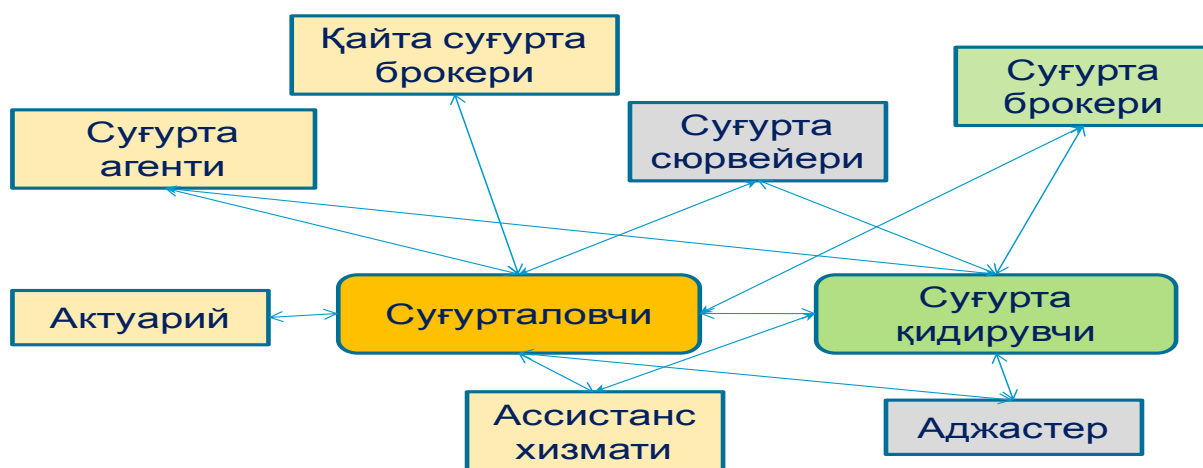 Қайта суғурта
брокери
Суғурта
брокери
Суғурта
сюрвейери
Суғурта
агенти
Актуарий
Суғурталовчи
Суғурта
қидирувчи
Ассистанс
хизмати
Аджастер